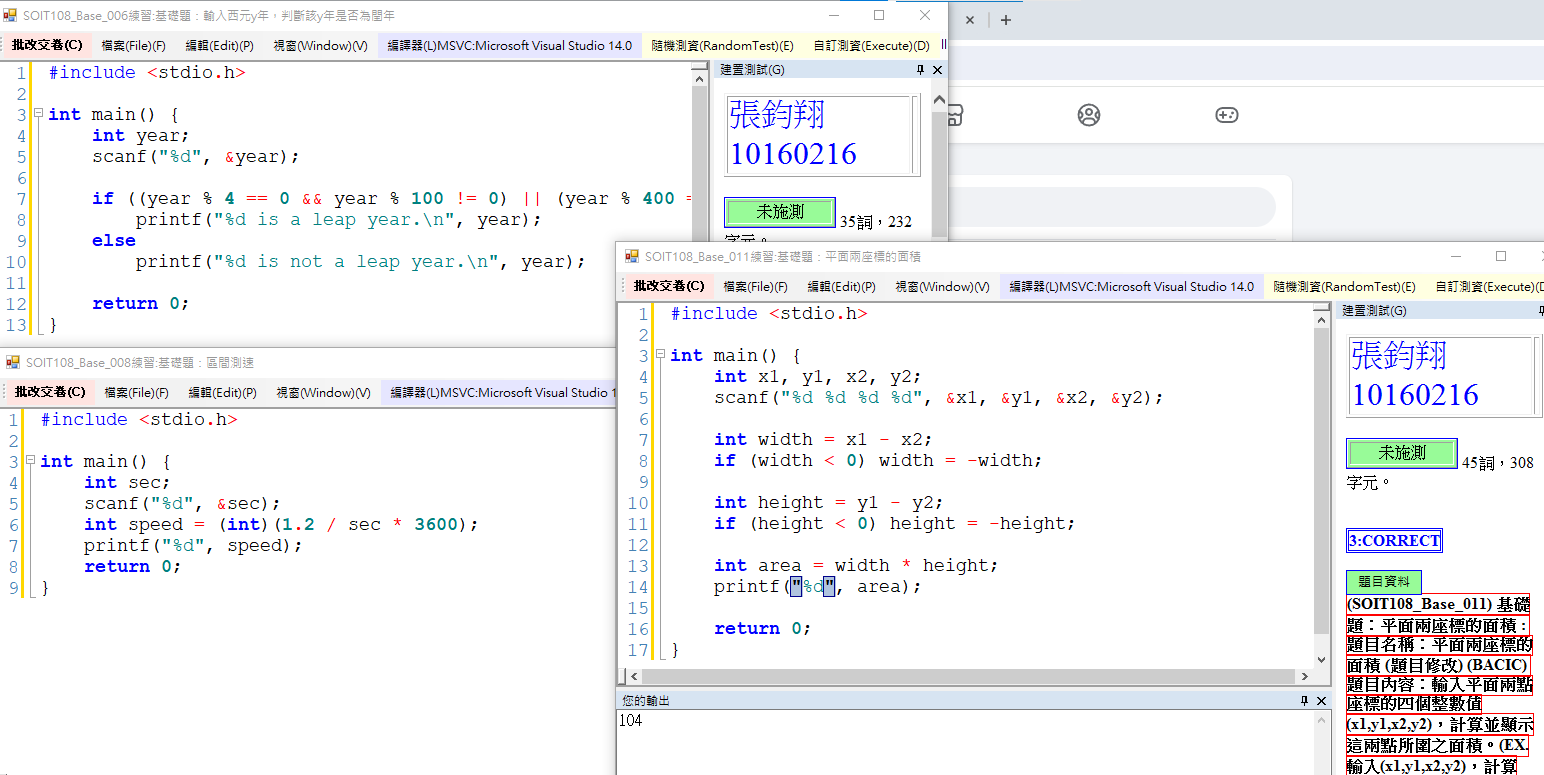 SOIT108_Base_006練習:基礎題：輸入西元y年，判斷該y年是否為閏年
批改交卷(C) 檔案(File)(F) 編輯(Edit)(P) 視窗(Window)(V) 編譯器(L)MSVC:Microsoft Visual Studio 14.0 隨機測資(RandomTest)(E) 自訂測資(Execute)(D)
1 #include <stdio.h>
2
3 int main() {
4 int year;
5 scanf("%d", &year);
6
7 if ((year % 4 == 0 && year % 100 != 0) || (year % 400 =
8 printf("%d is a leap year.\n", year);
9 else
10 printf("%d is not a leap year.\n", year);
11
12 return 0;
13 }
建置測試(G)
張鈞翔
10160216
未施測 35詞，232
字元。
SOIT108_Base_008練習:基礎題：區間測速
批改交卷(C) 檔案(File)(F) 編輯(Edit)(P) 視窗(Window)(V) 編譯器(L)MSVC:Microsoft Visual Studio 1
1 #include <stdio.h>
2
3 int main() {
4 int sec;
5 scanf("%d", &sec);
6 int speed = (int)(1.2 / sec * 3600);
7 printf("%d", speed);
8 return 0;
9 }
SOIT108_Base_011練習:基礎題：平面兩座標的面積
批改交卷(C) 檔案(File)(F) 編輯(Edit)(P) 視窗(Window)(V) 編譯器(L)MSVC:Microsoft Visual Studio 14.0 隨機測資(RandomTest)(E) 自訂測資(Execute)(D
1 #include <stdio.h>
2
3 int main() {
4 int x1, y1, x2, y2;
5 scanf("%d %d %d %d", &x1, &y1, &x2, &y2);
6
7 int width = x1 - x2;
8 if (width < 0) width = -width;
9
10 int height = y1 - y2;
11 if (height < 0) height = -height;
12
13 int area = width * height;
14 printf("%d", area);
15
16 return 0;
17 }
您的輸出
104
建置測試(G)
張鈞翔
10160216
未施測 45詞，308
字元。
3:CORRECT
題目資料
(SOIT108_Base_011) 基礎
題：平面兩座標的面積 :
題目名稱：平面兩座標的
面積 (題目修改) (BACIC)
題目內容：輸入平面兩點
座標的四個整數值
(x1,y1,x2,y2)，計算並顯示
這兩點所圍之面積。(EX.
輸入(x1,y1,x2,y2)，計算